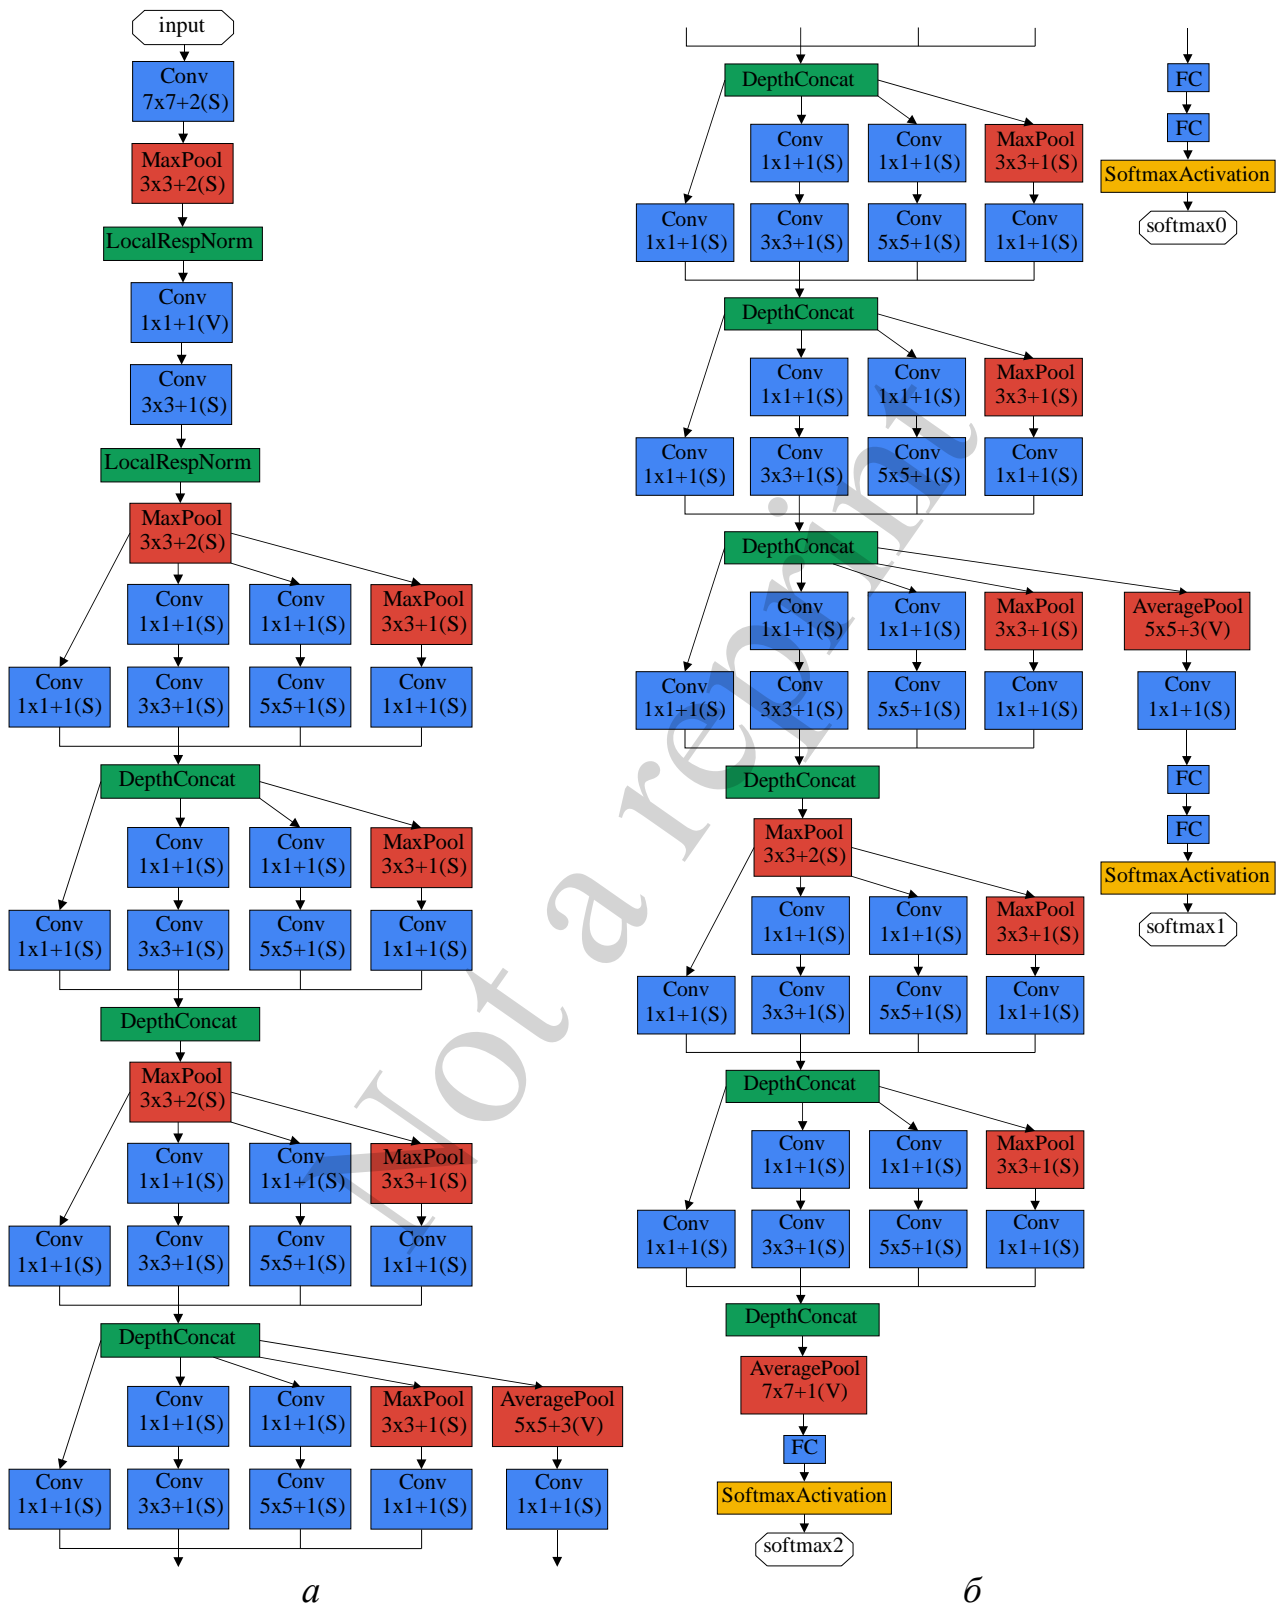 input
Conv
7x7+2(S)
MaxPool
3x3+2(S)
LocalRespNorm
Conv
1x1+1(V)
Conv
3x3+1(S)
LocalRespNorm
MaxPool
3x3+2(S)
Conv Conv MaxPool
1x1+1(S) 1x1+1(S) 3x3+1(S)
Conv Conv Conv Conv
1x1+1(S) 3x3+1(S) 5x5+1(S) 1x1+1(S)
DepthConcat
Conv Conv MaxPool
1x1+1(S) 1x1+1(S) 3x3+1(S)
Conv Conv Conv Conv
1x1+1(S) 3x3+1(S) 5x5+1(S) 1x1+1(S)
DepthConcat
MaxPool
3x3+2(S)
Conv Conv MaxPool
1x1+1(S) 1x1+1(S) 3x3+1(S)
Conv Conv Conv Conv
1x1+1(S) 3x3+1(S) 5x5+1(S) 1x1+1(S)
DepthConcat
Conv Conv MaxPool AveragePool
1x1+1(S) 1x1+1(S) 3x3+1(S) 5x5+3(V)
Conv Conv Conv Conv Conv
1x1+1(S) 3x3+1(S) 5x5+1(S) 1x1+1(S) 1x1+1(S)
а
DepthConcat
Conv Conv MaxPool
1x1+1(S) 1x1+1(S) 3x3+1(S)
Conv Conv Conv Conv
1x1+1(S) 3x3+1(S) 5x5+1(S) 1x1+1(S)
FC
FC
SoftmaxActivation
softmax0
DepthConcat
Conv Conv MaxPool
1x1+1(S) 1x1+1(S) 3x3+1(S)
Conv Conv Conv Conv
1x1+1(S) 3x3+1(S) 5x5+1(S) 1x1+1(S)
DepthConcat
Conv Conv MaxPool AveragePool
1x1+1(S) 1x1+1(S) 3x3+1(S) 5x5+3(V)
Conv Conv Conv Conv Conv
1x1+1(S) 3x3+1(S) 5x5+1(S) 1x1+1(S) 1x1+1(S)
FC
FC
SoftmaxActivation
softmax1
DepthConcat
MaxPool
3x3+2(S)
Conv Conv MaxPool
1x1+1(S) 1x1+1(S) 3x3+1(S)
Conv Conv Conv Conv
1x1+1(S) 3x3+1(S) 5x5+1(S) 1x1+1(S)
DepthConcat
Conv Conv MaxPool
1x1+1(S) 1x1+1(S) 3x3+1(S)
Conv Conv Conv Conv
1x1+1(S) 3x3+1(S) 5x5+1(S) 1x1+1(S)
DepthConcat
AveragePool
7x7+1(V)
FC
SoftmaxActivation
softmax2
б
Not a reprint